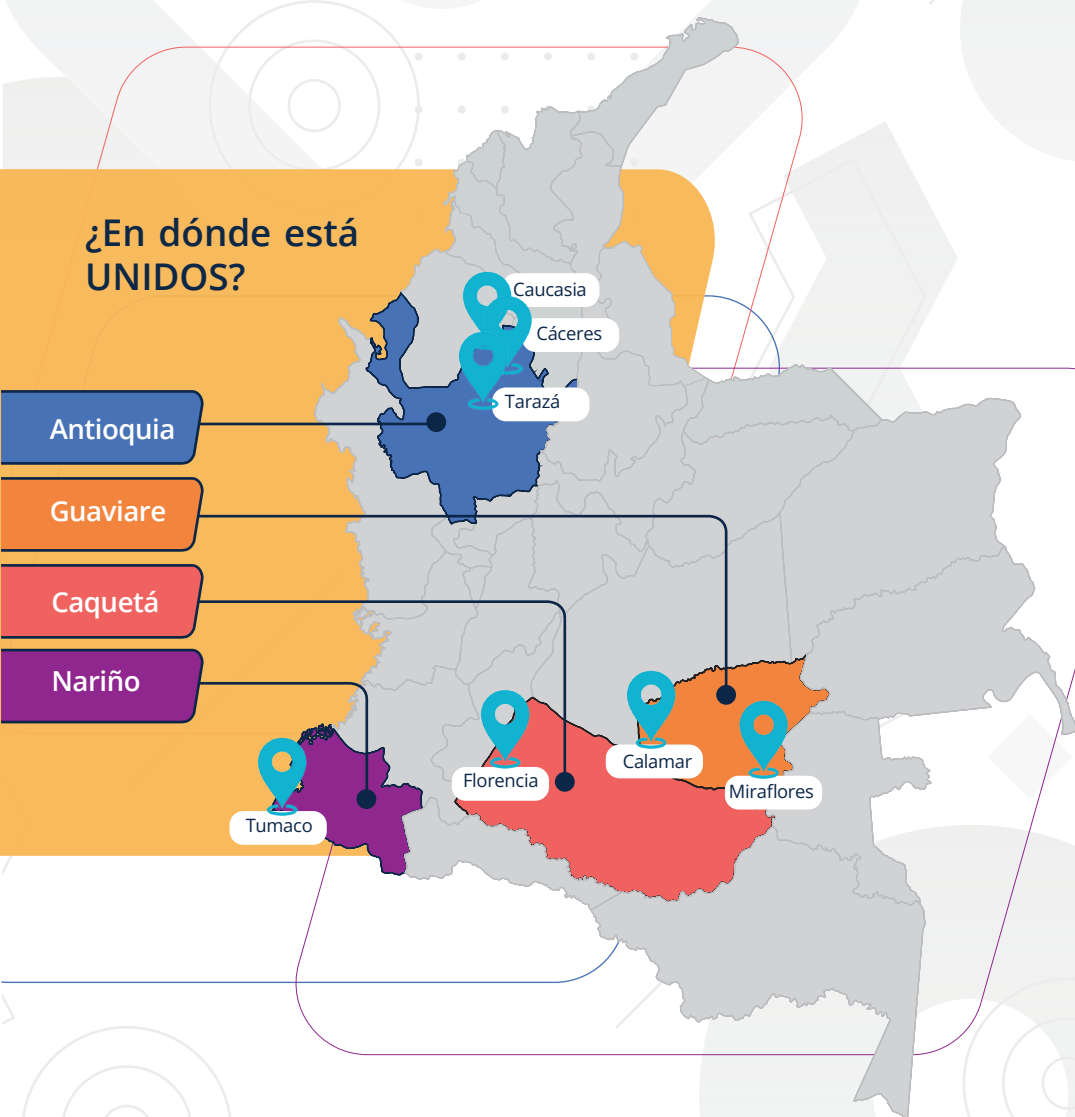 ¿En dónde está
UNIDOS?
Caucasia
Cáceres
Tarazá
Antioquia
Guaviare
Caquetá
Nariño
Florencia
Calamar
Miraflores
Tumaco